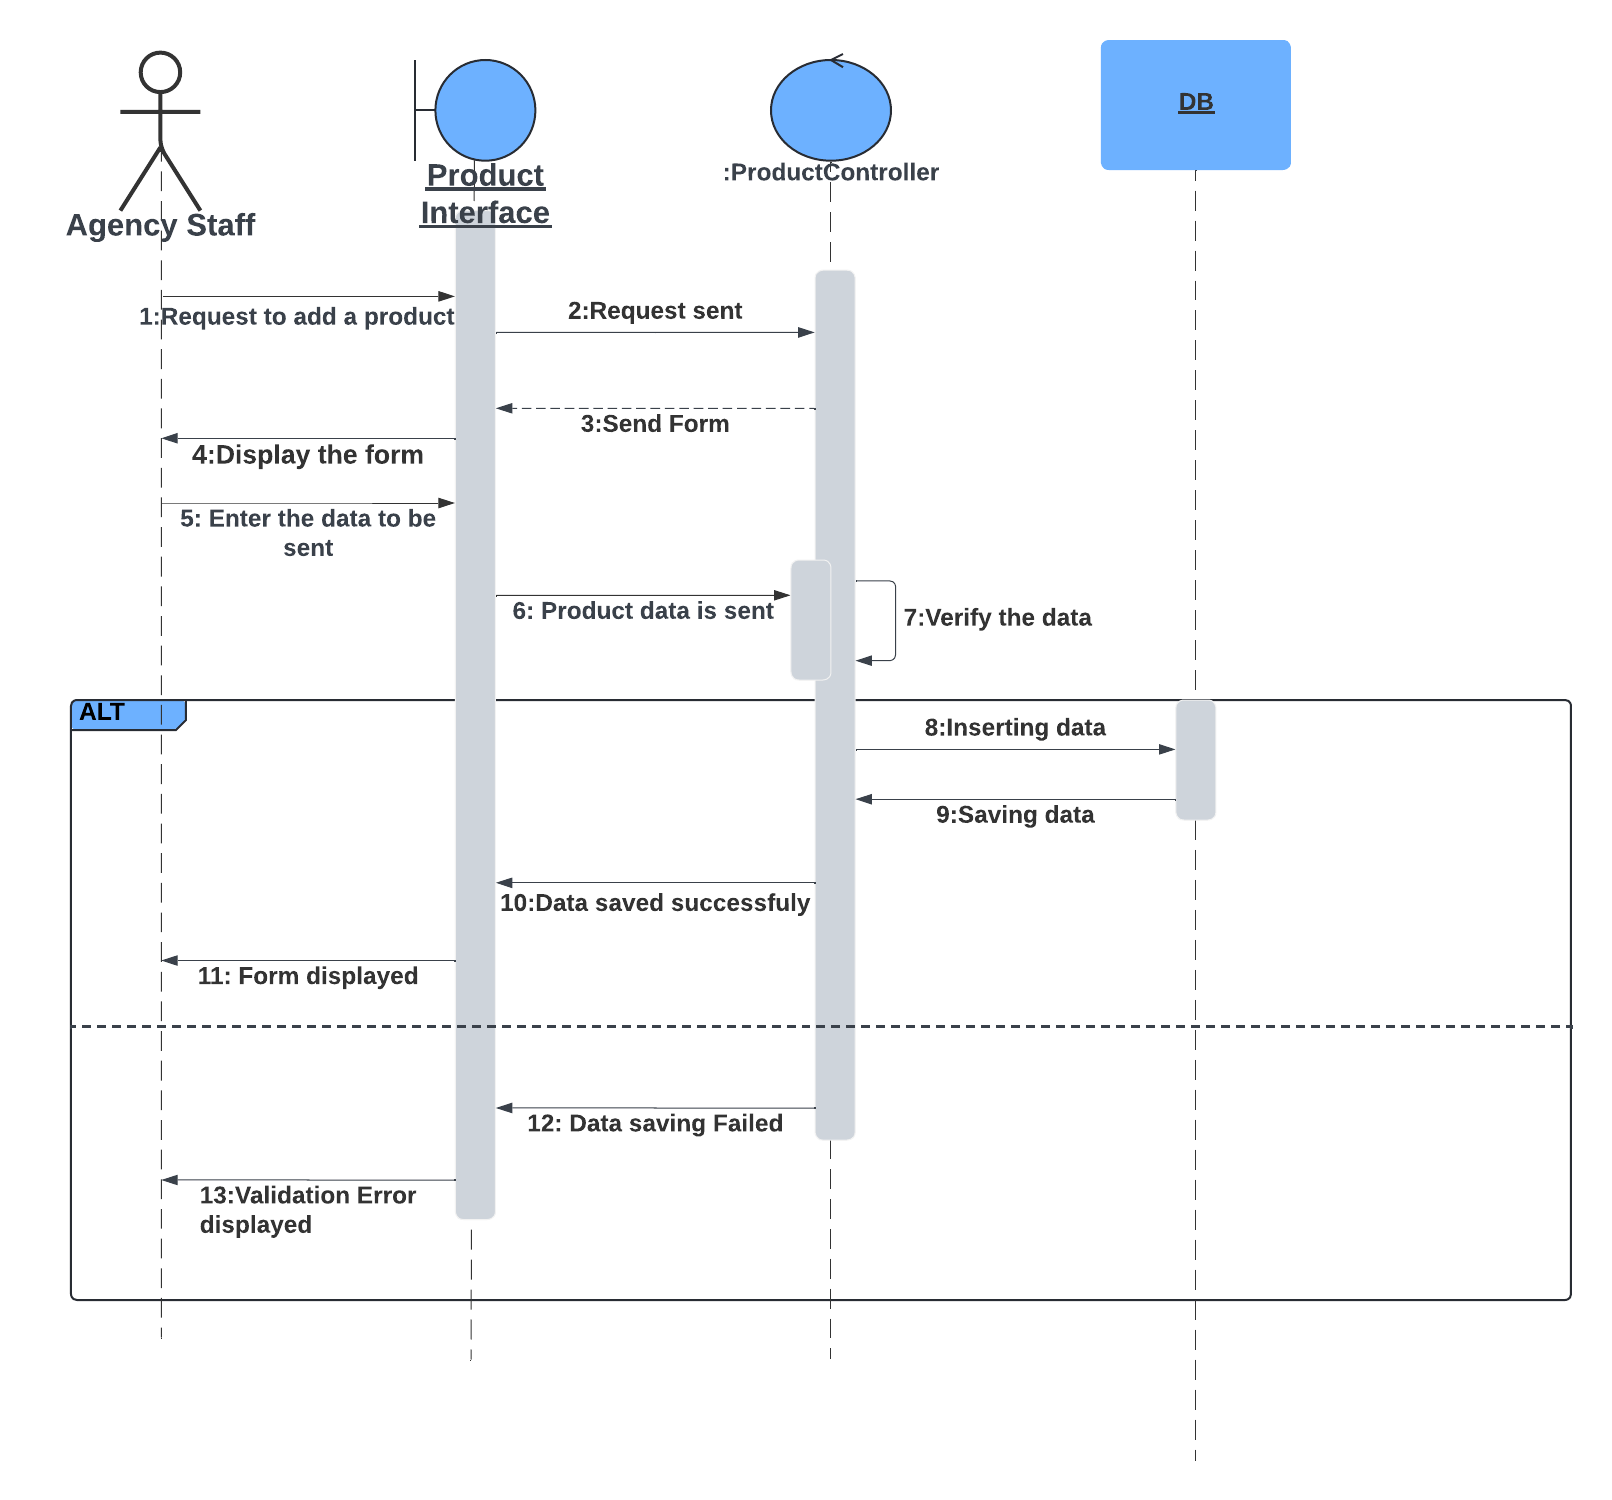 Agency Staff
Product
Interface
:ProductController
DB
1:Request to add a product
2:Request sent
3:Send Form
4:Display the form
5: Enter the data to be
sent
6: Product data is sent
7:Verify the data
ALT
8:Inserting data
9:Saving data
10:Data saved successfuly
11: Form displayed
12: Data saving Failed
13:Validation Error
displayed